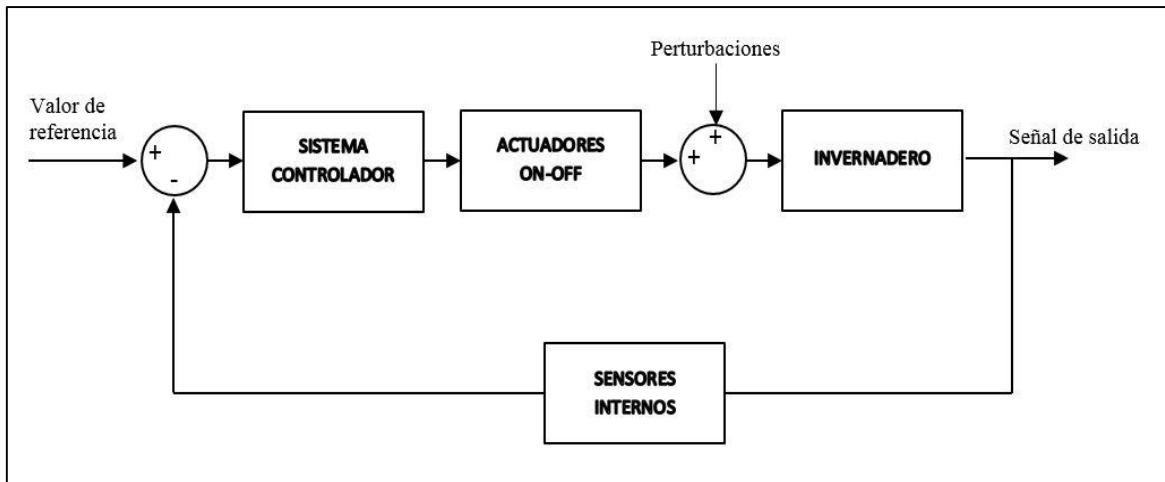 Perturbaciones
Valor de
referencia
+
-
SISTEMA
CONTROLADOR
ACTUADORES
ON-OFF
+
+
INVERNADERO
Señal de salida
SENSORES
INTERNOS